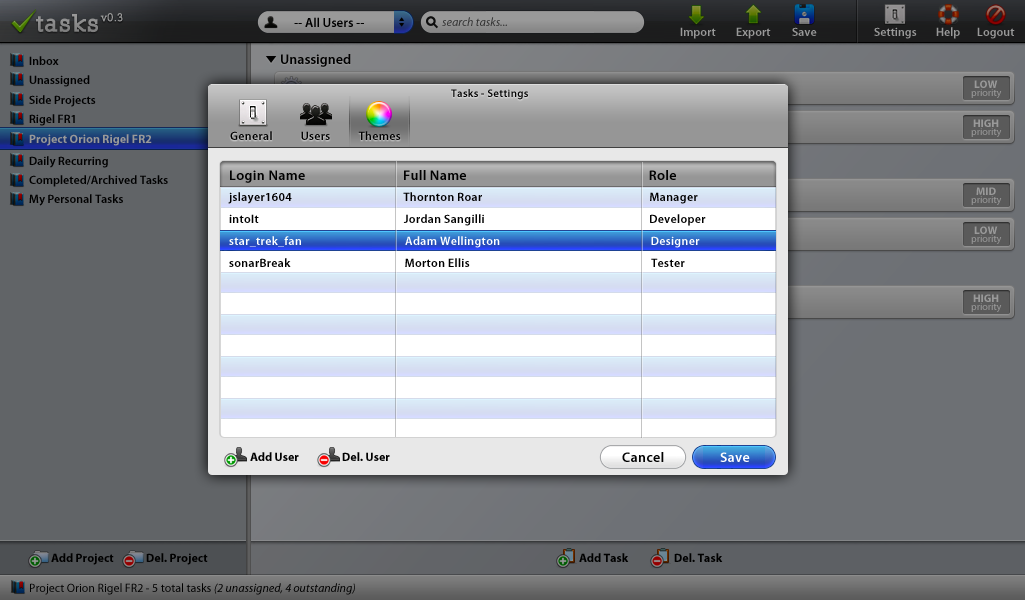 tasks v0.3
-- All Users --
search tasks...
Import
Export
Save
Settings
Help
Logout
Inbox
Unassigned
Side Projects
Rigel FR1
Project Orion Rigel FR2
Daily Recurring
Completed/Archived Tasks
My Personal Tasks
Unassigned
LOW
priority
HIGH
priority
MID
priority
LOW
priority
HIGH
priority
Tasks - Settings
General
Users
Themes
Login Name Full Name Role
jslayer1604 Thornton Roar Manager
intolt Jordan Sangilli Developer
star_trek_fan Adam Wellington Designer
sonarBreak Morton Ellis Tester
Add User
Del. User
Cancel
Save
Add Project
Del. Project
Add Task
Del. Task
Project Orion Rigel FR2 - 5 total tasks (2 unassigned, 4 outstanding)